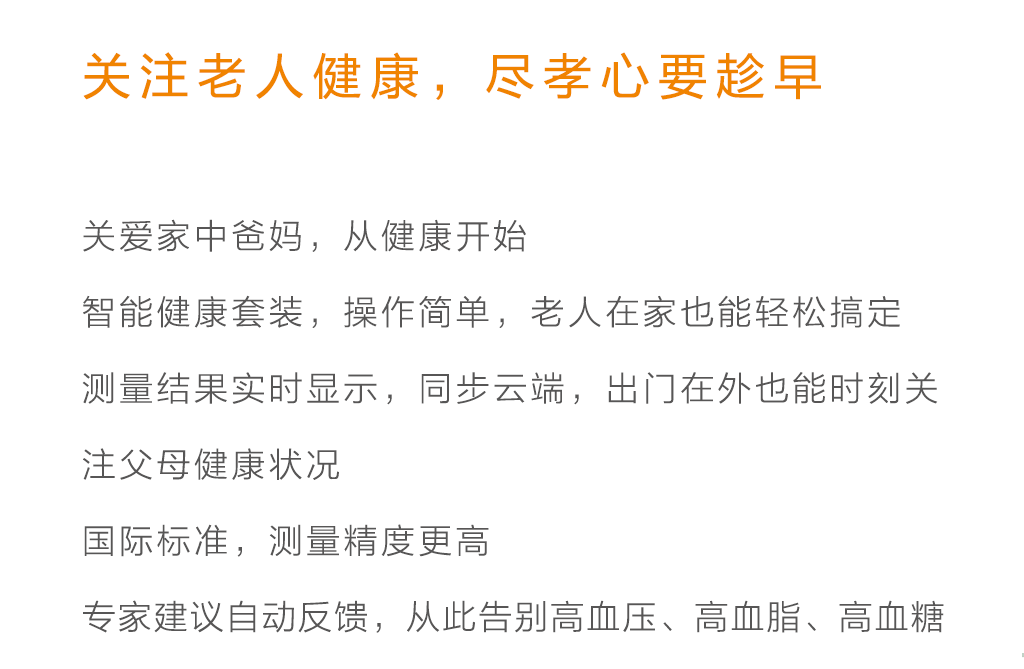 关注老人健康，尽孝心要趁早
关爱家中爸妈，从健康开始
智能健康套装，操作简单，老人在家也能轻松搞定
测量结果实时显示，同步云端，出门在外也能时刻关
注父母健康状况
国际标准，测量精度更高
专家建议自动反馈，从此告别高血压、高血脂、高血糖